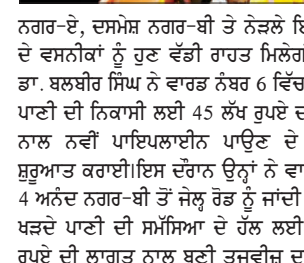 ਨਗਰ-ਏ, ਦਸਮੇਸ਼ ਨਗਰ-ਬੀ ਤੇ ਨੇੜਲੇ
ਦੇ ਵਸਨੀਕਾਂ ਨੂੰ ਹੁਣ ਵੱਡੀ ਰਾਹਤ ਮਿਲੇਗੀ
ਡਾ. ਬਲਬੀਰ ਸਿੰਘ ਨੇ ਵਾਰਡ ਨੰਬਰ 6 ਵਿੱਚ
ਪਾਣੀ ਦੀ ਨਿਕਾਸੀ ਲਈ 45 ਲੱਖ ਰੁਪਏ ਦ
ਨਾਲ ਨਵੀਂ ਪਾਇਪਲਾਈਨ ਪਾਉਣ ਦੇ
ਸ਼ੁਰੂਆਤ ਕਰਾਈ।ਇਸ ਦੌਰਾਨ ਉਨ੍ਹਾਂ ਨੇ ਵਾ
4 ਅਨੰਦ ਨਗਰ-ਬੀ ਤੋਂ ਜੇਲ੍ਹ ਰੋਡ ਨੂੰ ਜਾਂਦੀ
ਖੜਦੇ ਪਾਣੀ ਦੀ ਸਮੱਸਿਆ ਦੇ ਹੱਲ ਲਈ
ਰੁਪਏ ਦੀ ਲਾਗਤ ਨਾਲ ਬਣੀ ਤਜਵੀਜ਼ ਦ